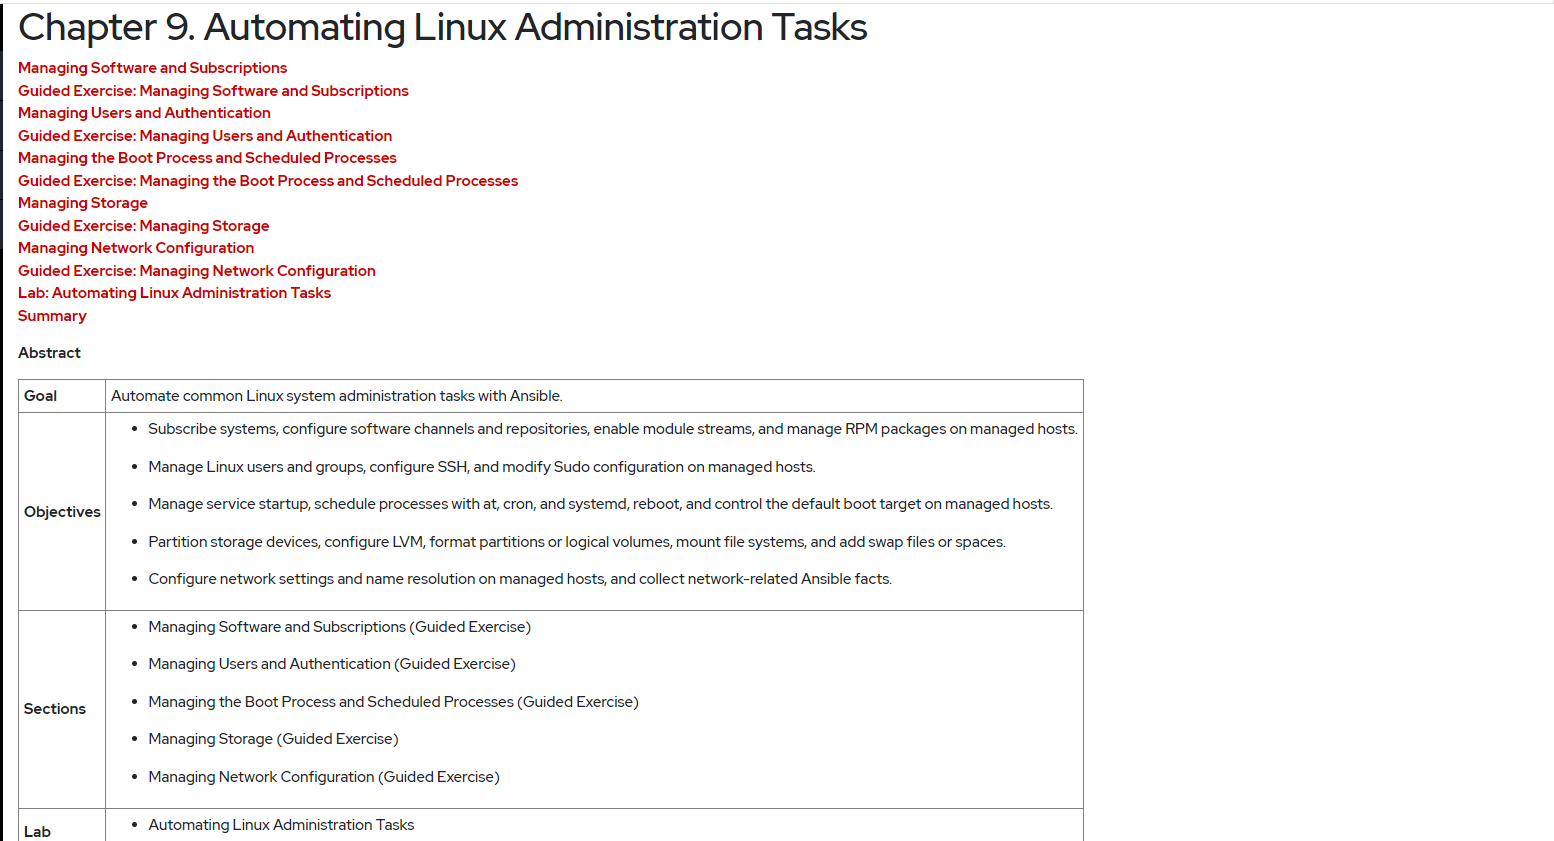 Chapter 9. Automating Linux Administration Tasks
Managing Software and Subscriptions
Guided Exercise: Managing Software and Subscriptions
Managing Users and Authentication
Guided Exercise: Managing Users and Authentication
Managing the Boot Process and Scheduled Processes
Guided Exercise: Managing the Boot Process and Scheduled Processes
Managing Storage
Guided Exercise: Managing Storage
Managing Network Configuration
Guided Exercise: Managing Network Configuration
Lab: Automating Linux Administration Tasks
Summary
Abstract
Goal
Automate common Linux system administration tasks with Ansible.
Objectives
• Subscribe systems, configure software channels and repositories, enable module streams, and manage RPM packages on managed hosts.
• Manage Linux users and groups, configure SSH, and modify Sudo configuration on managed hosts.
• Manage service startup, schedule processes with at, cron, and systemd, reboot, and control the default boot target on managed hosts.
• Partition storage devices, configure LVM, format partitions or logical volumes, mount file systems, and add swap files or spaces.
• Configure network settings and name resolution on managed hosts, and collect network-related Ansible facts.
Sections
• Managing Software and Subscriptions (Guided Exercise)
• Managing Users and Authentication (Guided Exercise)
• Managing the Boot Process and Scheduled Processes (Guided Exercise)
• Managing Storage (Guided Exercise)
• Managing Network Configuration (Guided Exercise)
Lab
• Automating Linux Administration Tasks